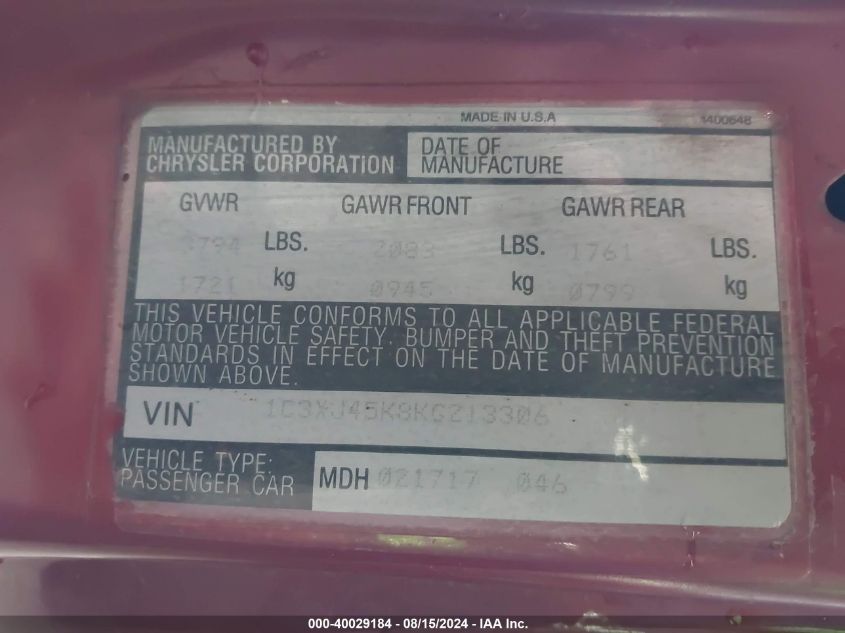 MADE IN U.S.A 1400648
MANUFACTURED BY
CHRYSLER CORPORATION
DATE OF
MANUFACTURE
GVWR GAWR FRONT GAWR REAR
3794 LBS. 2083 LBS. 1761 LBS.
1721 kg 0945 kg 0799 kg
THIS VEHICLE CONFORMS TO ALL APPLICABLE FEDERAL
MOTOR VEHICLE SAFETY, BUMPER AND THEFT PREVENTION
STANDARDS IN EFFECT ON THE DATE OF MANUFACTURE
SHOWN ABOVE.
VIN 1C3XJ45K8KG213306
VEHICLE TYPE:
PASSENGER CAR
MDH 021717 046
000-40029184 - 08/15/2024 - IAA Inc.